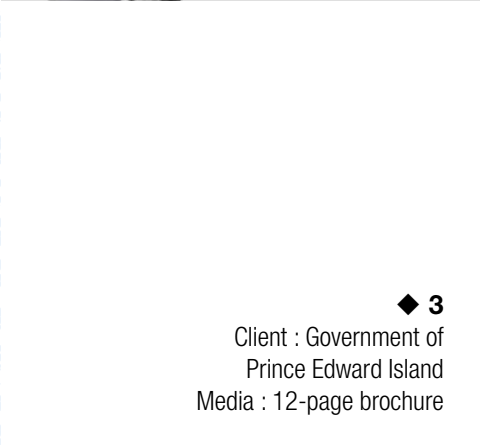 ◆ 3
Client : Government of
Prince Edward Island
Media : 12-page brochure